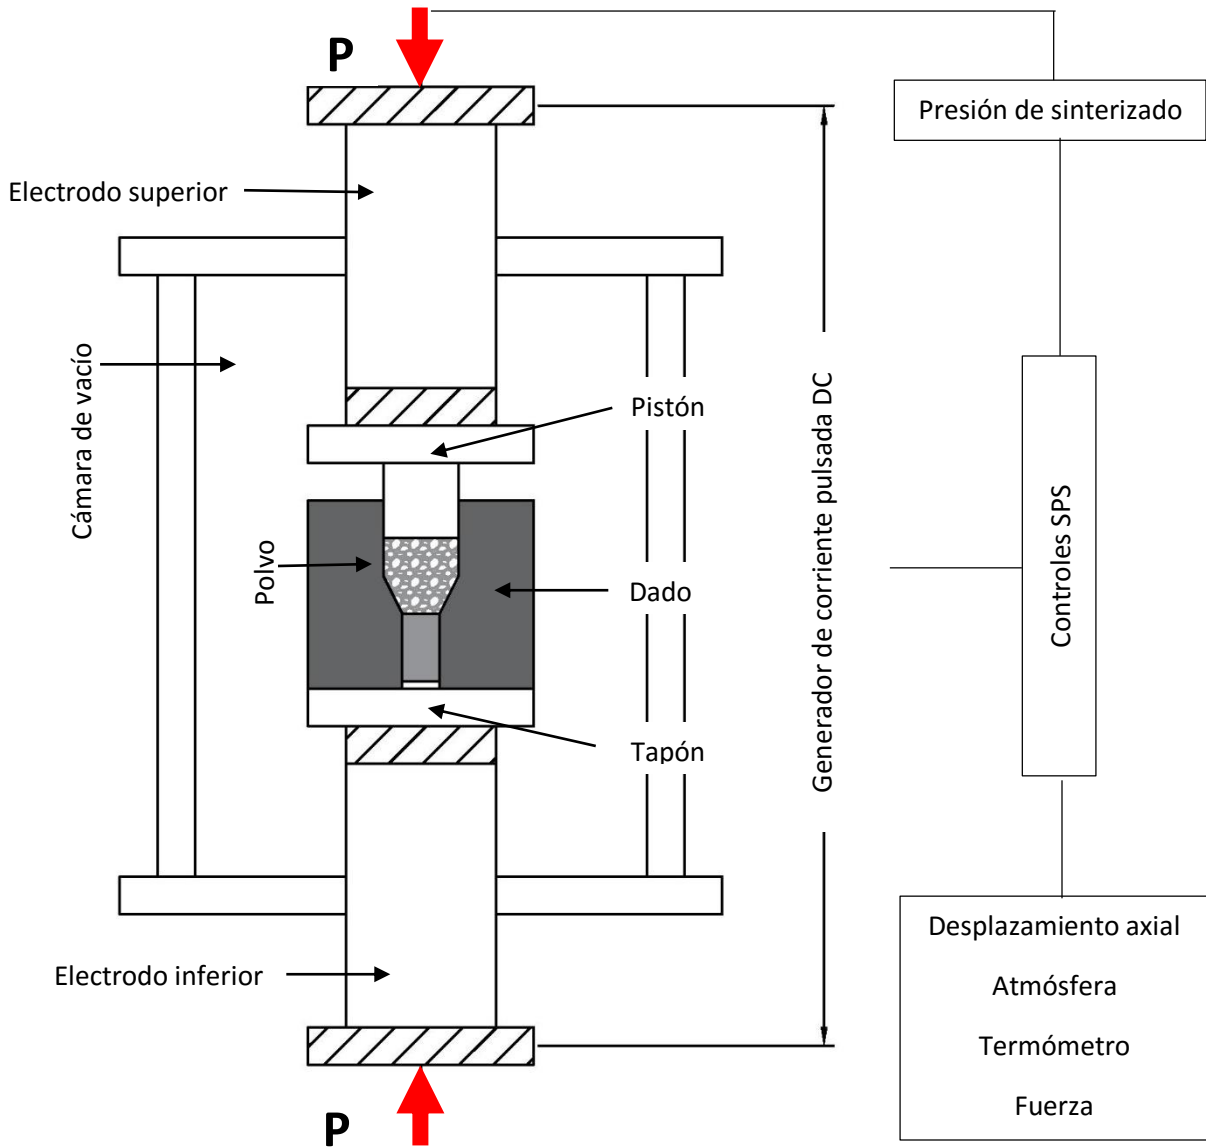 P
Presión de sinterizado
Electrodo superior
Cámara de vacío
Pistón
Generador de corriente pulsada DC
Controles SPS
Polvo
Dado
Tapón
Desplazamiento axial
Electrodo inferior
Atmósfera
Termómetro
Fuerza
P